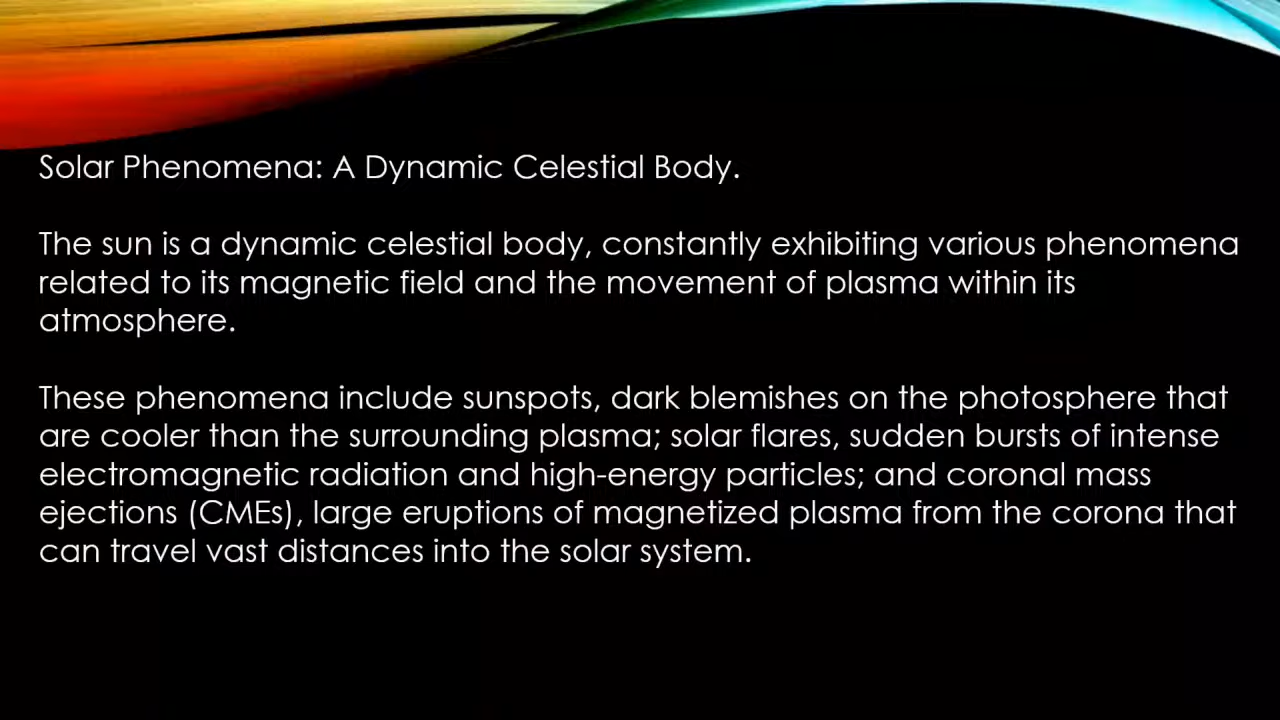 Solar Phenomena: A Dynamic Celestial Body.
The sun is a dynamic celestial body, constantly exhibiting various phenomena
related to its magnetic field and the movement of plasma within its
atmosphere.
These phenomena include sunspots, dark blemishes on the photosphere that
are cooler than the surrounding plasma; solar flares, sudden bursts of intense
electromagnetic radiation and high-energy particles; and coronal mass
ejections (CMEs), large eruptions of magnetized plasma from the corona that
can travel vast distances into the solar system.